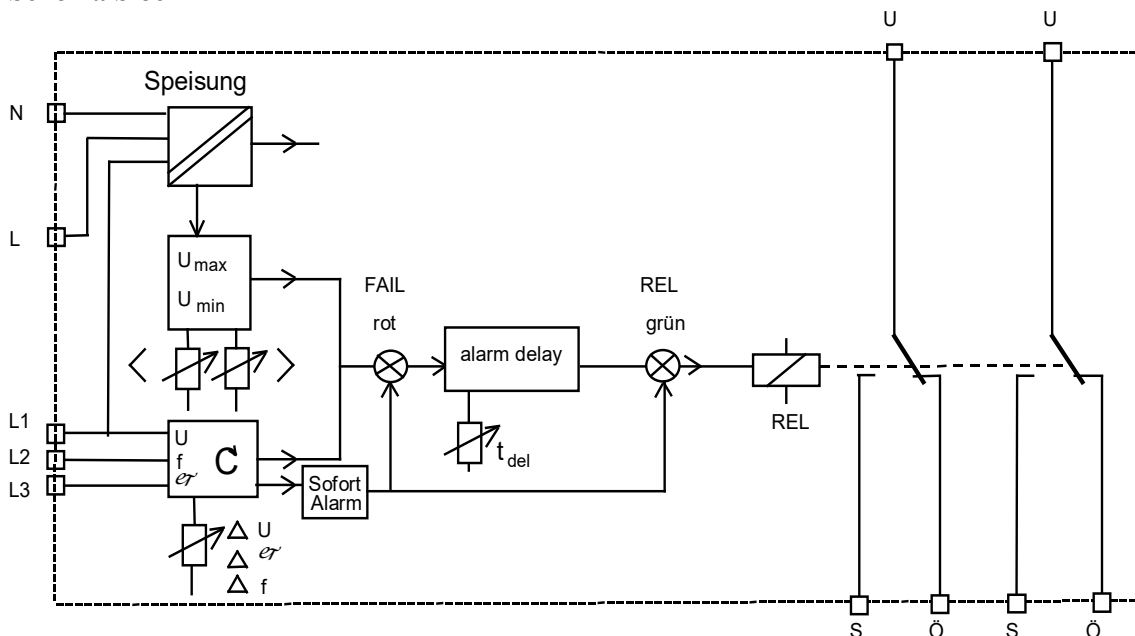 U U
Speisung
N
L
U max
U min
FAIL
rot
REL
grün
alarm delay
< >
REL
L1
L2
L3
U
f
C
t del
Sofort
Alarm
Δ U
Δ
Δ f
S Ö S Ö